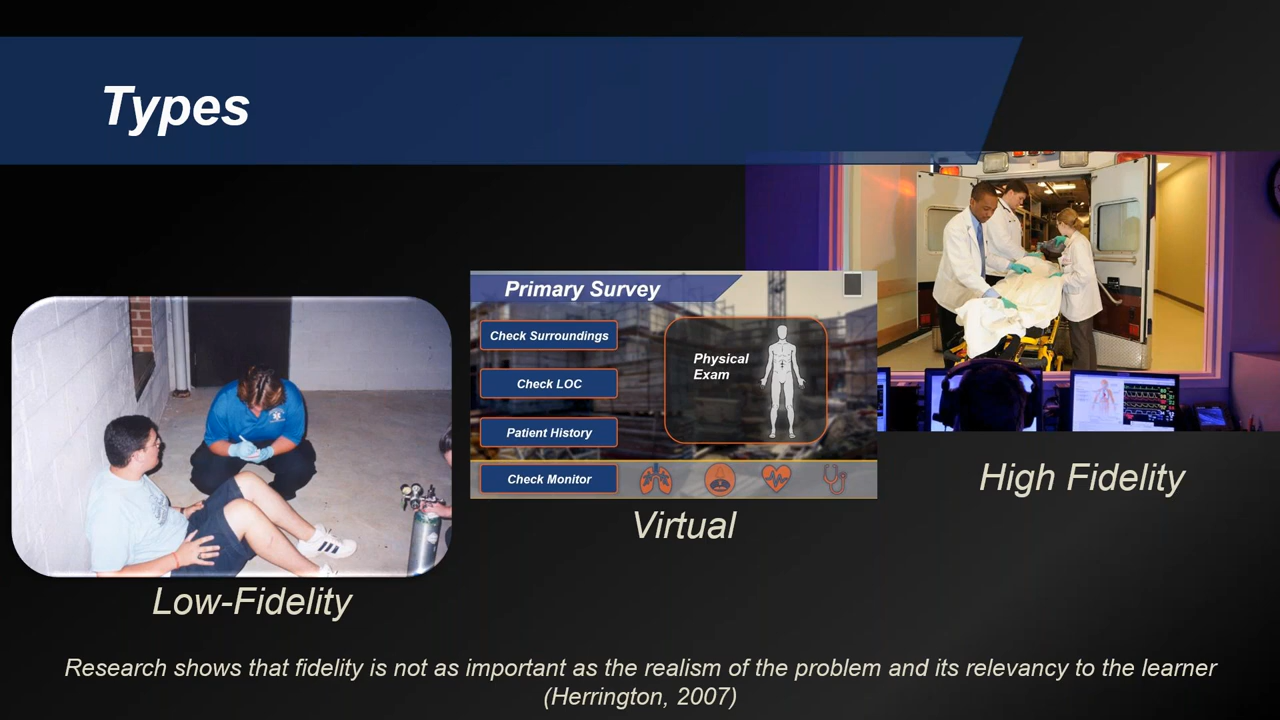 Types
Primary Survey
Check Surroundings
Check LOC
Patient History
Check Monitor
Physical
Exam
High Fidelity
Virtual
Low-Fidelity
Research shows that fidelity is not as important as the realism of the problem and its relevancy to the learner
(Herrington, 2007)